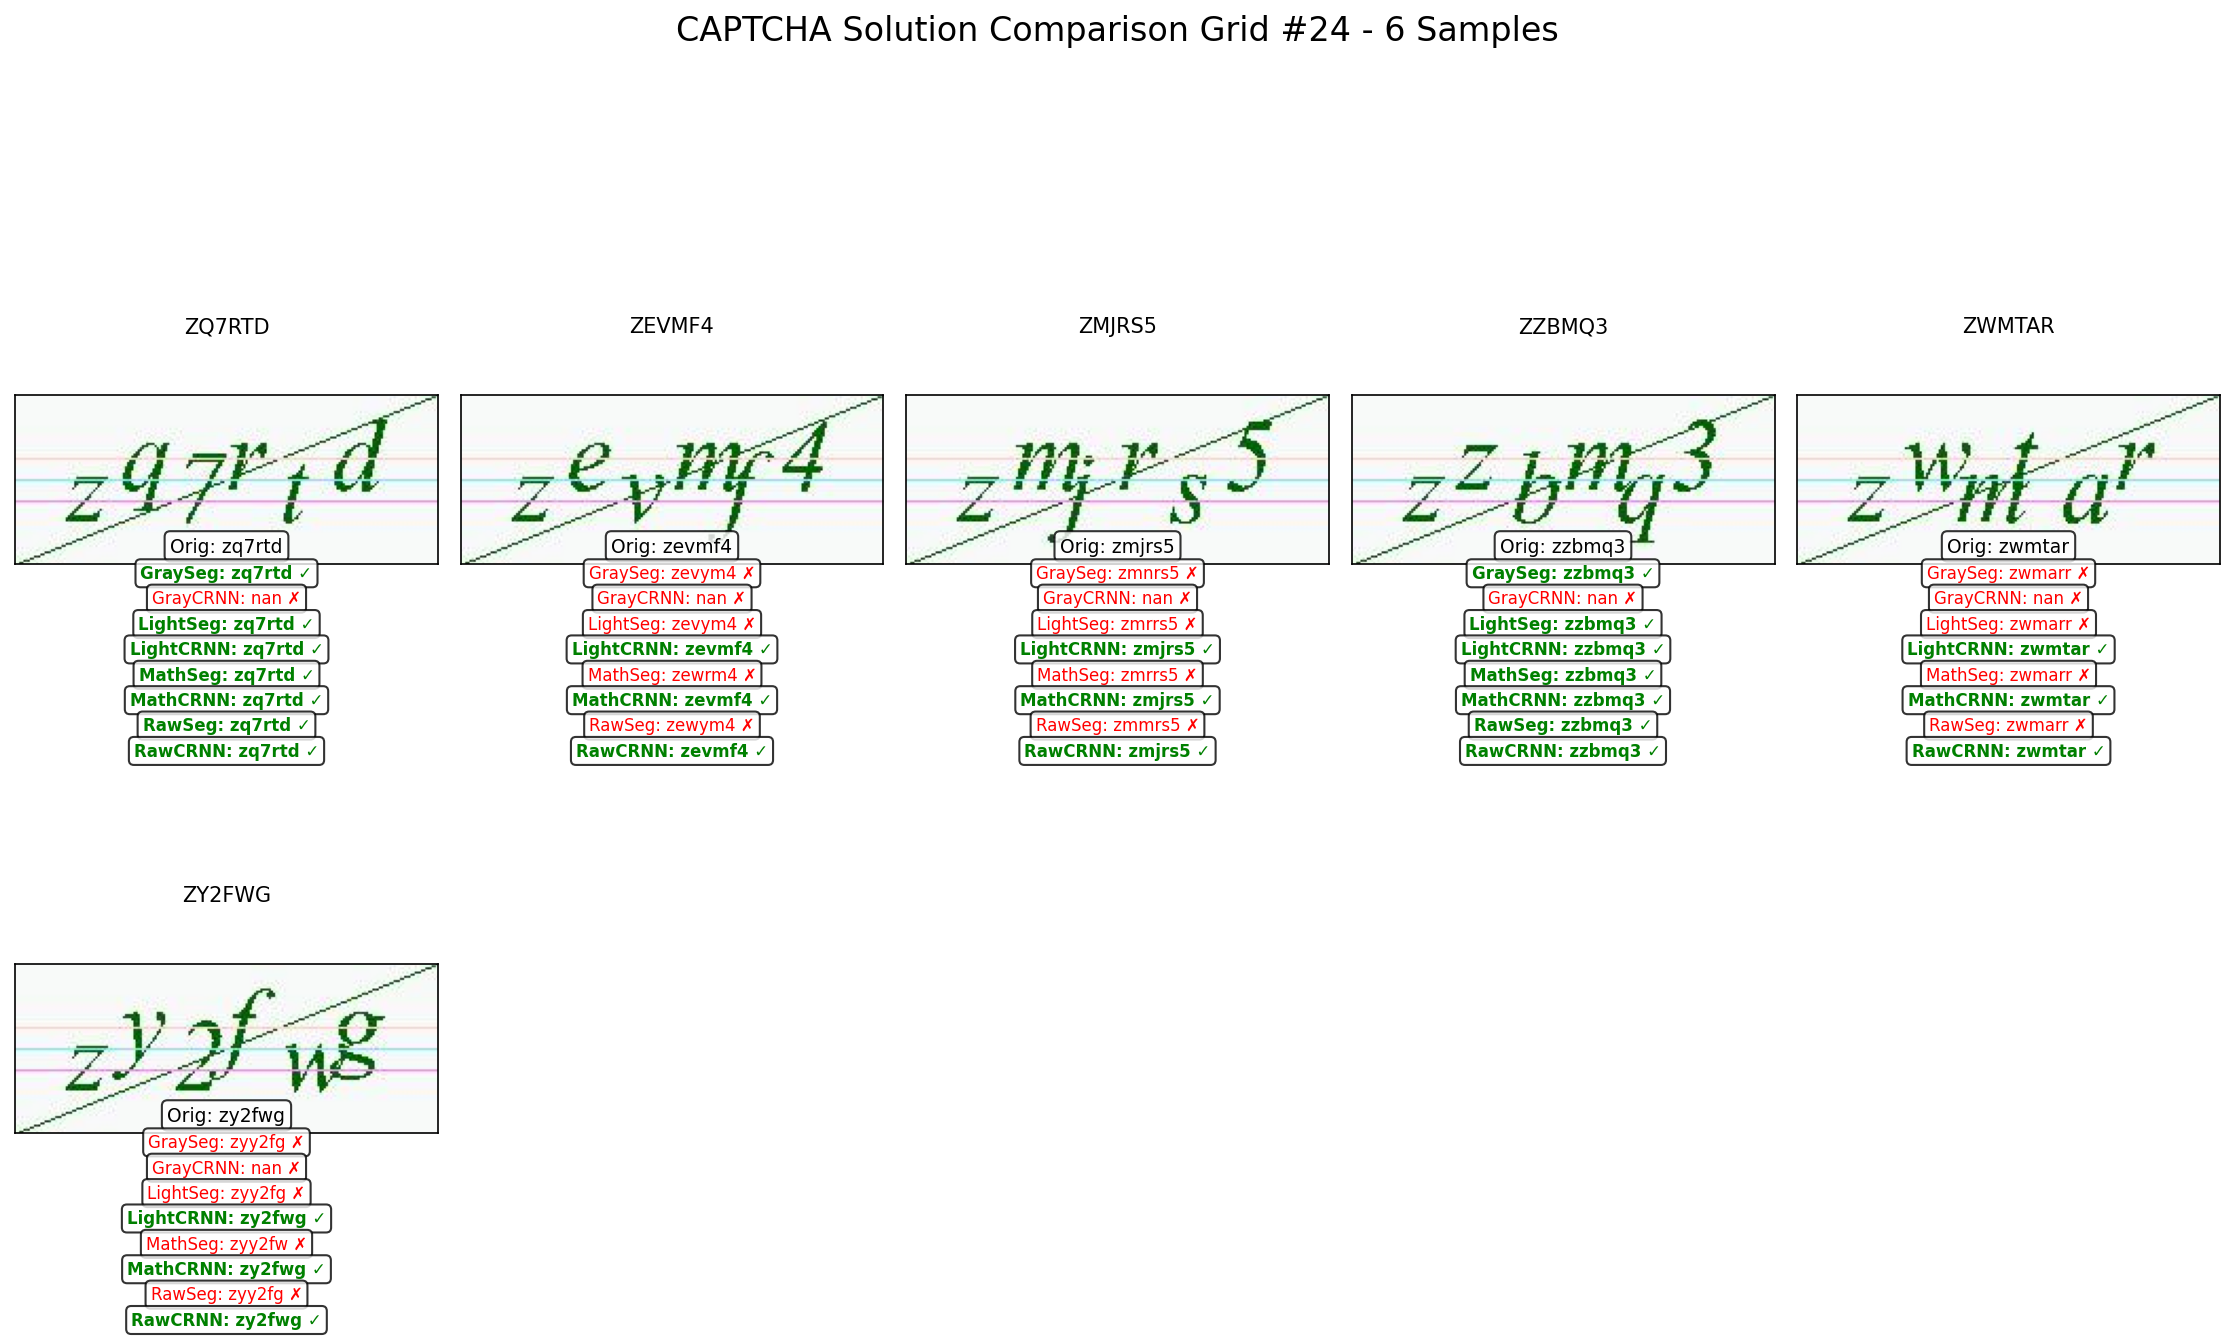 CAPTCHA Solution Comparison Grid #24 - 6 Samples
ZQ7RTD
zq7rtd
Orig: zq7rtd
GraySeg: zq7rtd ✓
GrayCRNN: nan ✗
LightSeg: zq7rtd ✓
LightCRNN: zq7rtd ✓
MathSeg: zq7rtd ✓
MathCRNN: zq7rtd ✓
RawSeg: zq7rtd ✓
RawCRNN: zq7rtd ✓
ZEVMF4
zevmf4
Orig: zevmf4
GraySeg: zevym4 ✗
GrayCRNN: nan ✗
LightSeg: zevym4 ✗
LightCRNN: zevmf4 ✓
MathSeg: zewrm4 ✗
MathCRNN: zevmf4 ✓
RawSeg: zewym4 ✗
RawCRNN: zevmf4 ✓
ZMJRS5
zmjrs5
Orig: zmjrs5
GraySeg: zmnrs5 ✗
GrayCRNN: nan ✗
LightSeg: zmrrs5 ✗
LightCRNN: zmjrs5 ✓
MathSeg: zmrrs5 ✗
MathCRNN: zmjrs5 ✓
RawSeg: zmmrs5 ✗
RawCRNN: zmjrs5 ✓
ZZBMQ3
zzbmq3
Orig: zzbmq3
GraySeg: zzbmq3 ✓
GrayCRNN: nan ✗
LightSeg: zzbmq3 ✓
LightCRNN: zzbmq3 ✓
MathSeg: zzbmq3 ✓
MathCRNN: zzbmq3 ✓
RawSeg: zzbmq3 ✓
RawCRNN: zzbmq3 ✓
ZWMTAR
zwmtar
Orig: zwmtar
GraySeg: zwmarr ✗
GrayCRNN: nan ✗
LightSeg: zwmarr ✗
LightCRNN: zwmtar ✓
MathSeg: zwmarr ✗
MathCRNN: zwmtar ✓
RawSeg: zwmarr ✗
RawCRNN: zwmtar ✓
ZY2FWG
zy2fwg
Orig: zy2fwg
GraySeg: zyy2fg ✗
GrayCRNN: nan ✗
LightSeg: zyy2fg ✗
LightCRNN: zy2fwg ✓
MathSeg: zyy2fw ✗
MathCRNN: zy2fwg ✓
RawSeg: zyy2fg ✗
RawCRNN: zy2fwg ✓